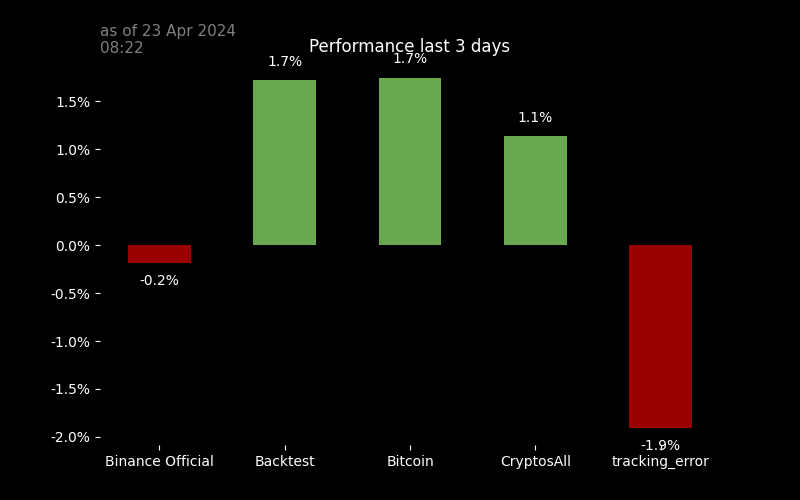 as of 23 Apr 2024
08:22
Performance last 3 days
1.7%
1.7%
1.1%
-0.2%
-1.9%
1.5%
1.0%
0.5%
0.0%
-0.5%
-1.0%
-1.5%
-2.0%
Binance Official
Backtest
Bitcoin
CryptosAll
tracking_error